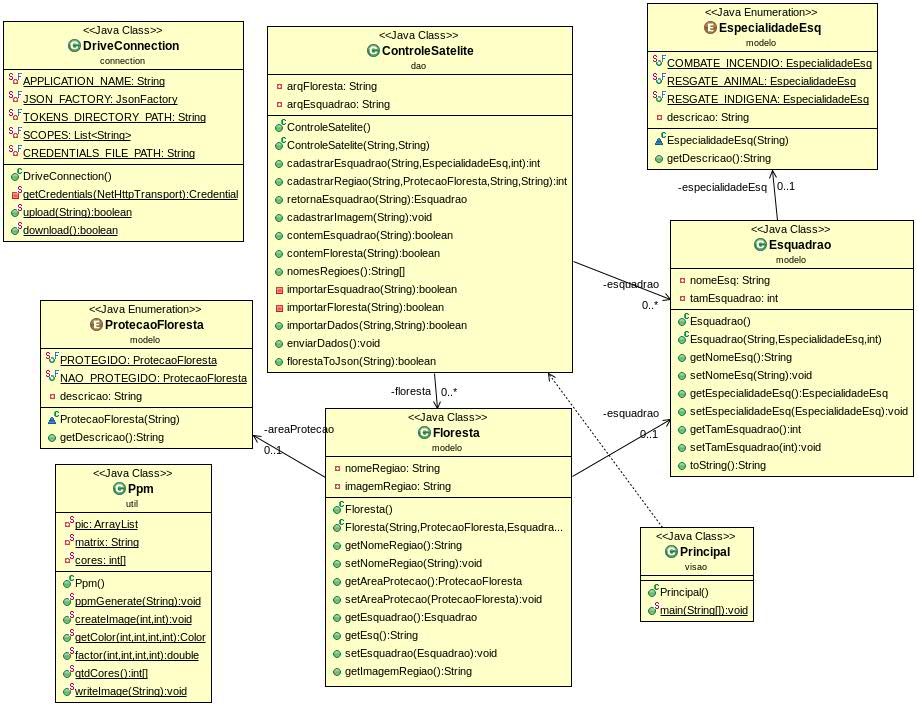 <<Java Class>>
DriveConnection
connection
APPLICATION_NAME: String
JSON_FACTORY: JsonFactory
TOKENS_DIRECTORY_PATH: String
SCOPES: List<String>
CREDENTIALS_FILE_PATH: String
DriveConnection()
getCredentials(NetHttpTransport):Credential
upload(String):boolean
download():boolean
<<Java Class>>
ControleSatelite
dao
arqFloresta: String
arqEsquadrao: String
ControleSatelite()
ControleSatelite(String,String)
cadastrarEsquadrao(String,EspecialidadeEsq,int):int
cadastrarRegiao(String,ProtecaoFloresta,String,String):int
retornaEsquadrao(String):Esquadrao
cadastrarImagem(String):void
contemEsquadrao(String):boolean
contemFloresta(String):boolean
nomesRegioes():String[]
importarEsquadrao(String):boolean
importarFloresta(String):boolean
importarDados(String,String):boolean
enviarDados():void
florestaToJson(String):boolean
<<Java Enumeration>>
EspecialidadeEsq
modelo
COMBATE_INCENDIO: EspecialidadeEsq
RESGATE_ANIMAL: EspecialidadeEsq
RESGATE_INDIGENA: EspecialidadeEsq
descricao: String
EspecialidadeEsq(String)
getDescricao():String
-especialidadeEsq
0..1
<<Java Class>>
Esquadrao
modelo
nomeEsq: String
tamEsquadrao: int
Esquadrao()
Esquadrao(String,EspecialidadeEsq,int)
getNomeEsq():String
setNomeEsq(String):void
getEspecialidadeEsq():EspecialidadeEsq
setEspecialidadeEsq(EspecialidadeEsq):void
getTamEsquadrao():int
setTamEsquadrao(int):void
toString():String
-esquadrao
0..*
<<Java Enumeration>>
ProtecaoFloresta
modelo
PROTEGIDO: ProtecaoFloresta
NAO_PROTEGIDO: ProtecaoFloresta
descricao: String
ProtecaoFloresta(String)
getDescricao():String
-areaProtecao
0..1
-floresta
0..*
-esquadrao
0..1
<<Java Class>>
Floresta
modelo
nomeRegiao: String
imagemRegiao: String
Floresta()
Floresta(String,ProtecaoFloresta,Esquadra...
getNomeRegiao():String
setNomeRegiao(String):void
getAreaProtecao():ProtecaoFloresta
setAreaProtecao(ProtecaoFloresta):void
getEsquadrao():Esquadrao
getEsq():String
setEsquadrao(Esquadrao):void
getImagemRegiao():String
<<Java Class>>
Ppm
util
pic: ArrayList
matrix: String
cores: int[]
Ppm()
ppmGenerate(String):void
createImage(int,int):void
getColor(int,int,int,int):Color
factor(int,int,int,int):double
qtdCores():int[]
writeImage(String):void
<<Java Class>>
Principal
visao
Principal()
main(String[]):void